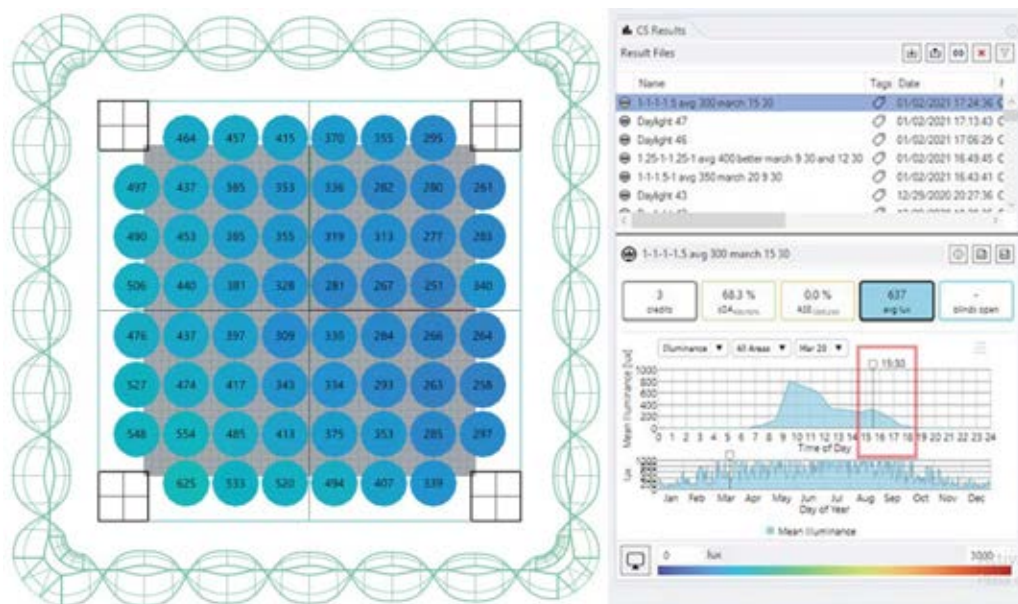 464 457 415 370 355 295
497 437 385 353 336 282 280 261
490 453 385 355 319 313 277 283
506 440 381 328 281 267 251 340
476 437 397 309 330 284 266 264
527 474 417 343 334 293 263 258
548 554 485 413 375 353 285 297
625 533 520 494 407 339
CS Results
Result Files
Name Tags Date
1-1-1-1.5 avg 300 march 15 30 01/02/2021 17:24:36 C
Daylight 47 01/02/2021 17:13:43 C
Daylight 46 01/02/2021 17:06:29 C
1.25-1-1.25-1 avg 400 better march 9 30 and 12 30 01/02/2021 16:49:45 C
1-1-1.5-1 avg 350 march 20 9 30 01/02/2021 16:43:41 C
Daylight 43 12/29/2020 20:27:36 C
1-1-1-1.5 avg 300 march 15 30
3 68.3 % 0.0 % 637 -
credits sDA ASE avg lux blinds open
Illuminance ▼ All Areas ▼ Mar 20 ▼
15:30
Mean Illuminance [lux]
1000
800
600
400
200
0
0 1 2 3 4 5 6 7 8 9 10 11 12 13 14 15 16 17 18 19 20 21 22 23 24
Time of Day
Lux
Jan Feb Mar Apr May Jun Jul Aug Sep Oct Nov Dec
Day of Year
Mean Illuminance
0 lux 3000